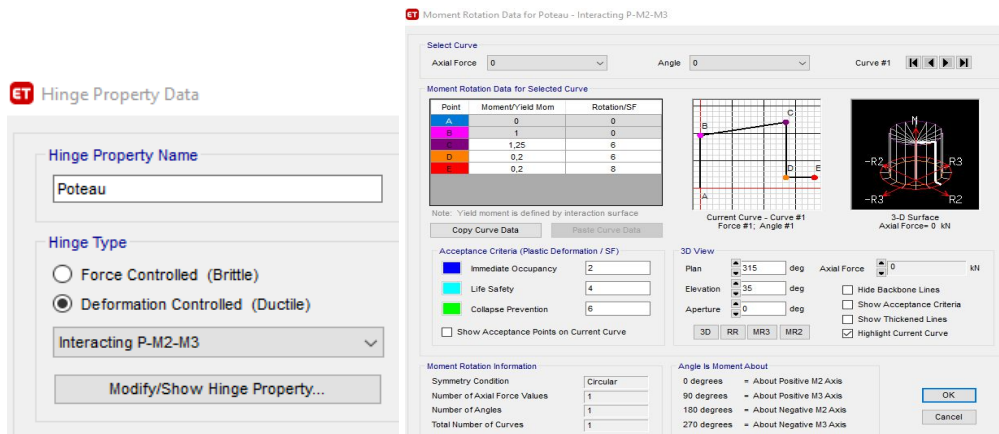 ET Hinge Property Data
Hinge Property Name
Poteau
Hinge Type
Force Controlled (Brittle)
Deformation Controlled (Ductile)
Interacting P-M2-M3
Modify/Show Hinge Property...
ET Moment Rotation Data for Poteau - Interacting P-M2-M3
Select Curve
Axial Force 0 Angle 0 Curve #1
Moment Rotation Data for Selected Curve
Point Moment/Yield Mom Rotation/SF
A 0 0
B 1 0
C 1,25 6
D 0,2 6
E 0,2 8
Note: Yield moment is defined by interaction surface
Copy Curve Data Paste Curve Data
A B C D E
Current Curve - Curve #1
Force #1; Angle #1
M
-R2 R3
-R3 R2
3-D Surface
Axial Force= 0 kN
Acceptance Criteria (Plastic Deformation / SF)
Immediate Occupancy 2
Life Safety 4
Collapse Prevention 6
Show Acceptance Points on Current Curve
3D View
Plan 315 deg Axial Force 0 kN
Elevation 35 deg
Aperture 0 deg
3D RR MR3 MR2
Hide Backbone Lines
Show Acceptance Criteria
Show Thickened Lines
Highlight Current Curve
Moment Rotation Information
Symmetry Condition Circular
Number of Axial Force Values 1
Number of Angles 1
Total Number of Curves 1
Angle Is Moment About
0 degrees = About Positive M2 Axis
90 degrees = About Positive M3 Axis
180 degrees = About Negative M2 Axis
270 degrees = About Negative M3 Axis
OK
Cancel